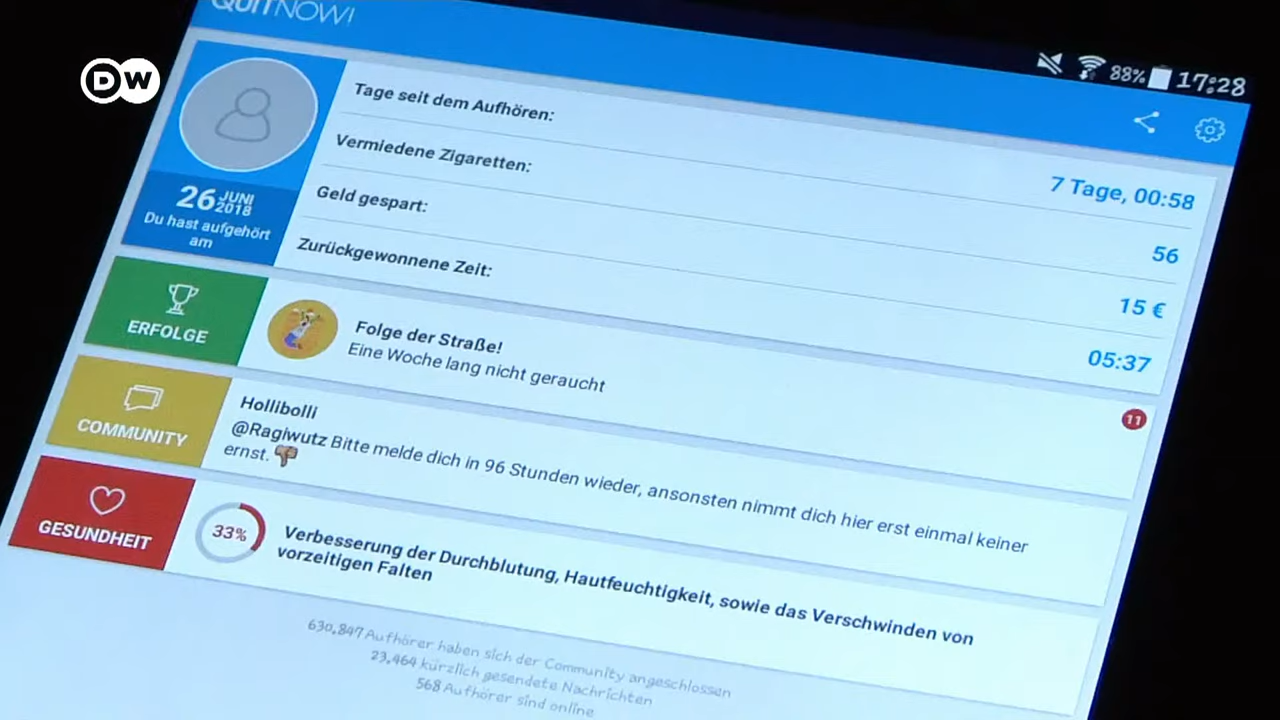 QUITNOW!
DW
88% 17:28
Tage seit dem Aufhören:
7 Tage, 00:58
Vermiedene Zigaretten:
56
Geld gespart:
15 €
Zurückgewonnene Zeit:
05:37
26 JUNI 2018
Du hast aufgehört
am
ERFOLGE
Folge der Straße!
Eine Woche lang nicht geraucht
11
COMMUNITY
Hollibolli
@Ragiwutz Bitte melde dich in 96 Stunden wieder, ansonsten nimmt dich hier erst einmal keiner
ernst. 👎🏽
GESUNDHEIT
33%
Verbesserung der Durchblutung, Hautfeuchtigkeit, sowie das Verschwinden von
vorzeitigen Falten
630,847 Aufhörer haben sich der Community angeschlossen
23,464 kürzlich gesendete Nachrichten
568 Aufhörer sind online